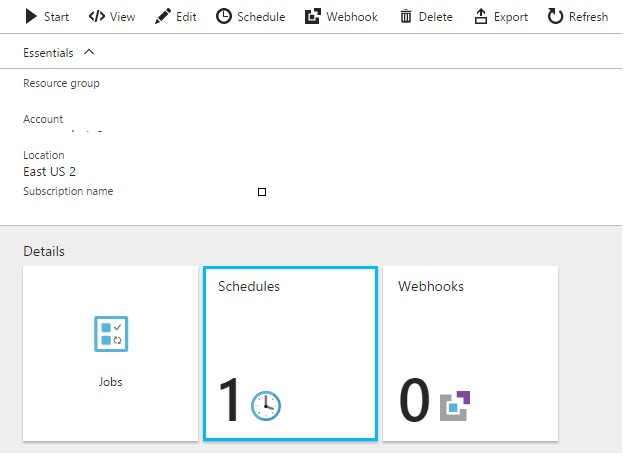 Start View Edit Schedule Webhook Delete Export Refresh
Essentials
Resource group
Account
Location
East US 2
Subscription name
Details
Jobs
Schedules
1
Webhooks
0